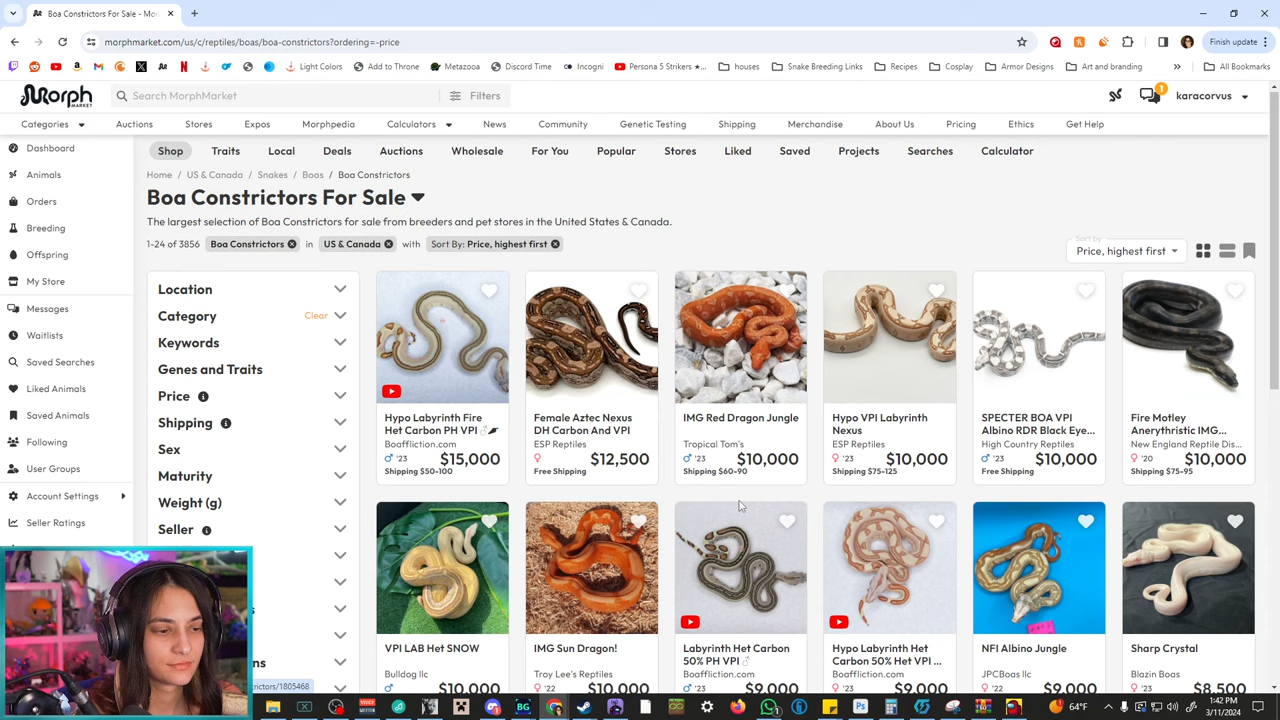 Boa Constrictors For Sale - Mo
morphmarket.com/us/c/reptiles/boas/boa-constrictors?ordering=-price
Finish update
Light Colors
Add to Throne
Metazooa
Discord Time
Incogni
Persona 5 Strikers ★...
houses
Snake Breeding Links
Recipes
Cosplay
Armor Designs
Art and branding
All Bookmarks
Morph
MARKET
Search MorphMarket
Filters
1
karacorvus
Categories
Auctions
Stores
Expos
Morphpedia
Calculators
News
Community
Genetic Testing
Shipping
Merchandise
About Us
Pricing
Ethics
Get Help
Dashboard
Animals
Orders
Breeding
Offspring
My Store
Messages
Waitlists
Saved Searches
Liked Animals
Saved Animals
Following
User Groups
Account Settings
Seller Ratings
Shop
Traits
Local
Deals
Auctions
Wholesale
For You
Popular
Stores
Liked
Saved
Projects
Searches
Calculator
Home / US & Canada / Snakes / Boas / Boa Constrictors
Boa Constrictors For Sale
The largest selection of Boa Constrictors for sale from breeders and pet stores in the United States & Canada.
1-24 of 3856 Boa Constrictors in US & Canada with Sort By: Price, highest first
Sort by
Price, highest first
Location
Category
Clear
Keywords
Genes and Traits
Price
Shipping
Sex
Maturity
Weight (g)
Seller
Hypo Labyrinth Fire
Het Carbon PH VPI
Boaffliction.com
♂ '23 $15,000
Shipping $50-100
Female Aztec Nexus
DH Carbon And VPI
ESP Reptiles
♀ $12,500
Free Shipping
IMG Red Dragon Jungle
Tropical Tom's
♂ '23 $10,000
Shipping $60-90
Hypo VPI Labyrinth
Nexus
ESP Reptiles
♀ '23 $10,000
Shipping $75-125
SPECTER BOA VPI
Albino RDR Black Eye...
High Country Reptiles
♂ '23 $10,000
Free Shipping
Fire Motley
Anerythristic IMG...
New England Reptile Dis...
♀ '20 $10,000
Shipping $75-95
VPI LAB Het SNOW
Bulldog llc
♂ $10,000
IMG Sun Dragon!
Troy Lee's Reptiles
♀ '22 $10,000
Labyrinth Het Carbon
50% PH VPI ♂
Boaffliction.com
♂ '23 $9,000
Hypo Labyrinth Het
Carbon 50% Het VPI ...
Boaffliction.com
♀ '23 $9,000
NFI Albino Jungle
JPCBoas llc
♀ '22 $9,000
Sharp Crystal
Blazin Boas
♀ '23 $8,500
strictors/1805468
64°F
1:42 PM
3/11/2024